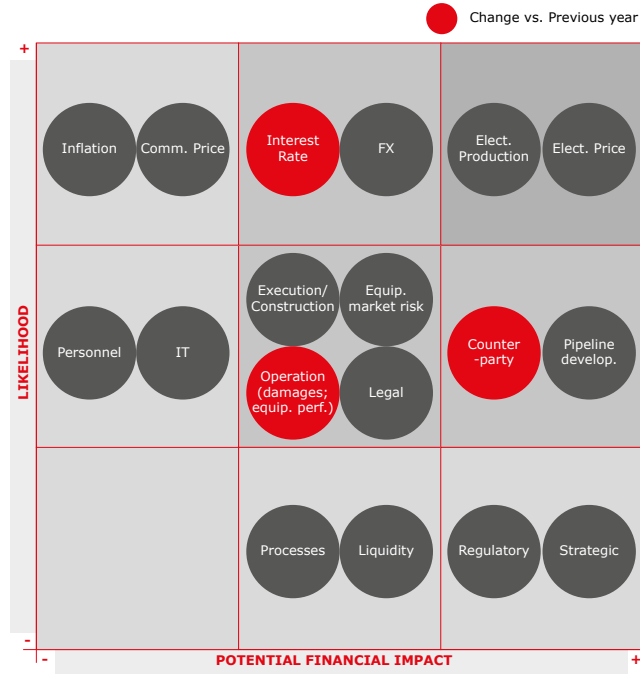 Change vs. Previous year
+
Inflation
Comm. Price
Interest
Rate
FX
Elect.
Production
Elect. Price
LIKELIHOOD
Personnel
IT
Execution/
Construction
Equip.
market risk
Operation
(damages;
equip. perf.)
Legal
Counter
-party
Pipeline
develop.
Processes
Liquidity
Regulatory
Strategic
-
-
POTENTIAL FINANCIAL IMPACT
+